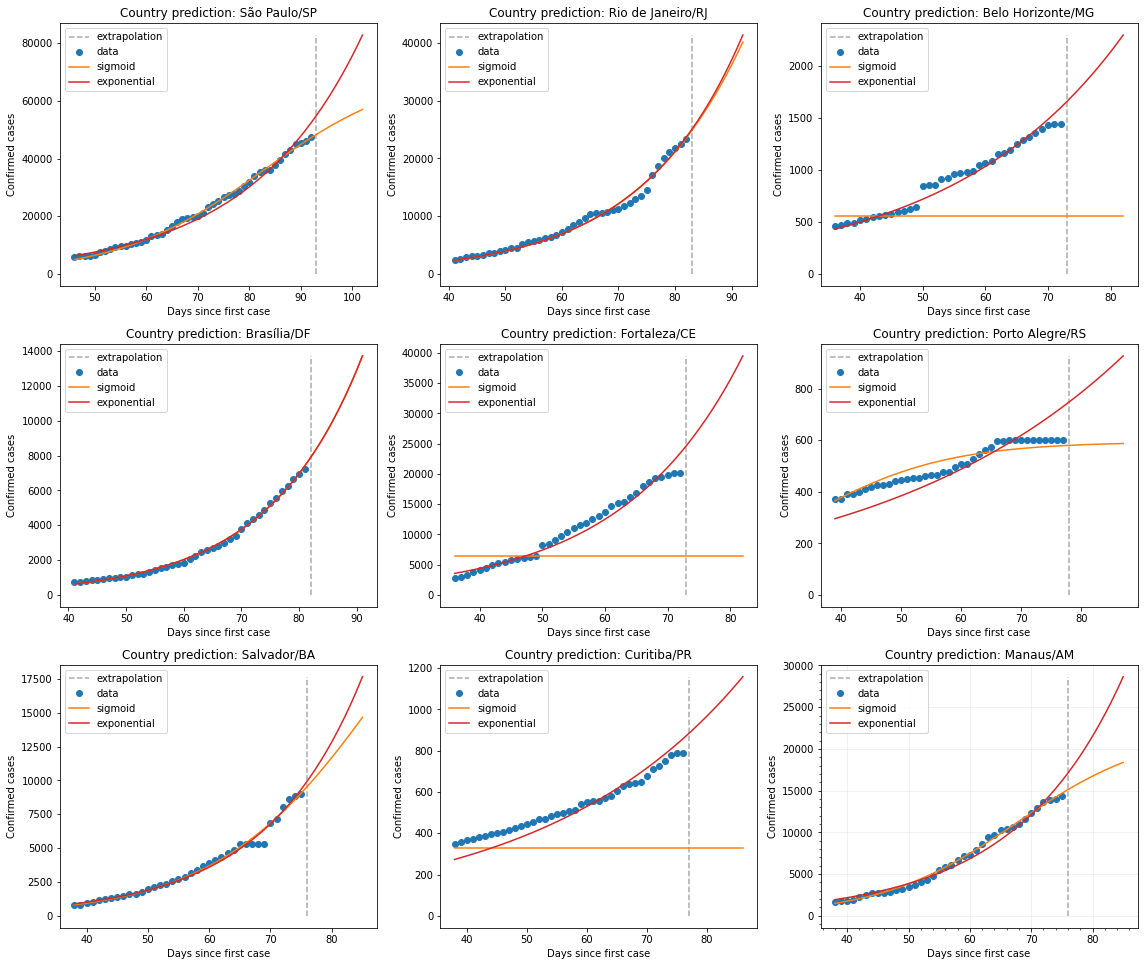 Country prediction: São Paulo/SP
extrapolation
data
sigmoid
exponential
80000
60000
40000
20000
0
Confirmed cases
50 60 70 80 90 100
Days since first case
Country prediction: Rio de Janeiro/RJ
extrapolation
data
sigmoid
exponential
40000
30000
20000
10000
0
Confirmed cases
40 50 60 70 80 90
Days since first case
Country prediction: Belo Horizonte/MG
extrapolation
data
sigmoid
exponential
2000
1500
1000
500
0
Confirmed cases
40 50 60 70 80
Days since first case
Country prediction: Brasília/DF
extrapolation
data
sigmoid
exponential
14000
12000
10000
8000
6000
4000
2000
0
Confirmed cases
40 50 60 70 80 90
Days since first case
Country prediction: Fortaleza/CE
extrapolation
data
sigmoid
exponential
40000
35000
30000
25000
20000
15000
10000
5000
0
Confirmed cases
40 50 60 70 80
Days since first case
Country prediction: Porto Alegre/RS
extrapolation
data
sigmoid
exponential
800
600
400
200
0
Confirmed cases
40 50 60 70 80
Days since first case
Country prediction: Salvador/BA
extrapolation
data
sigmoid
exponential
17500
15000
12500
10000
7500
5000
2500
0
Confirmed cases
40 50 60 70 80
Days since first case
Country prediction: Curitiba/PR
extrapolation
data
sigmoid
exponential
1200
1000
800
600
400
200
0
Confirmed cases
40 50 60 70 80
Days since first case
Country prediction: Manaus/AM
extrapolation
data
sigmoid
exponential
30000
25000
20000
15000
10000
5000
0
Confirmed cases
40 50 60 70 80
Days since first case